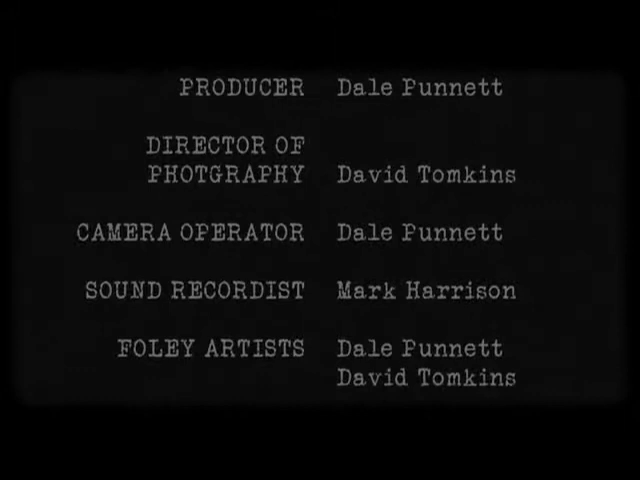 PRODUCER Dale Punnett
DIRECTOR OF
PHOTGRAPHY David Tomkins
CAMERA OPERATOR Dale Punnett
SOUND RECORDIST Mark Harrison
FOLEY ARTISTS Dale Punnett
David Tomkins